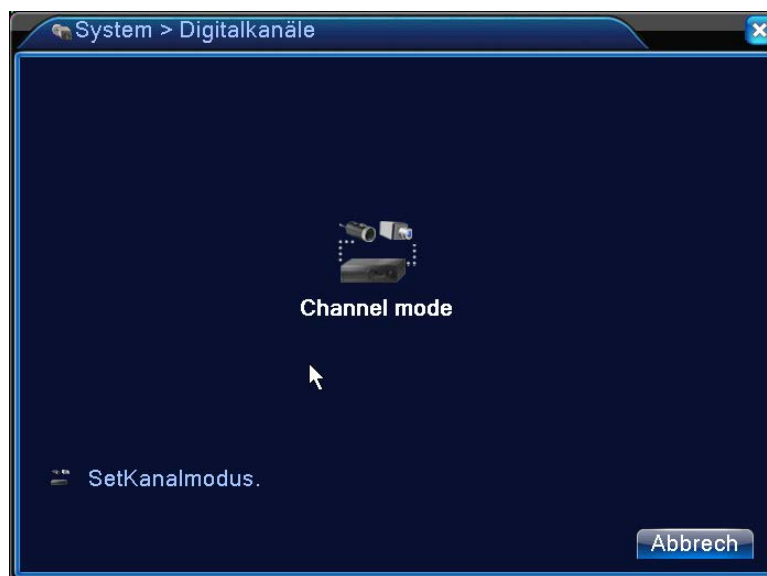 System > Digitalkanäle
Channel mode
SetKanalmodus.
Abbrech